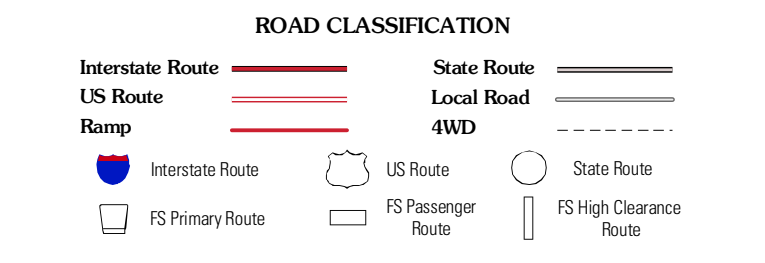 ROAD CLASSIFICATION
Interstate Route
State Route
US Route
Local Road
Ramp
4WD
Interstate Route
US Route
State Route
FS Primary Route
FS Passenger
Route
FS High Clearance
Route